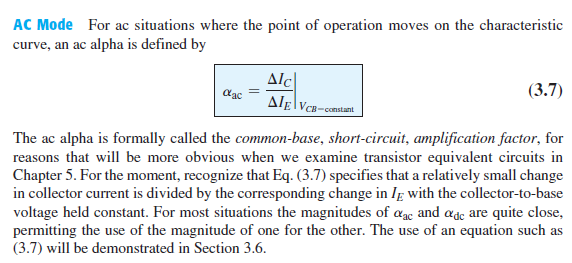 AC Mode For ac situations where the point of operation moves on the characteristic
curve, an ac alpha is defined by
αac = ΔIC / ΔIE | VCB=constant (3.7)
The ac alpha is formally called the common-base, short-circuit, amplification factor, for
reasons that will be more obvious when we examine transistor equivalent circuits in
Chapter 5. For the moment, recognize that Eq. (3.7) specifies that a relatively small change
in collector current is divided by the corresponding change in IE with the collector-to-base
voltage held constant. For most situations the magnitudes of αac and αdc are quite close,
permitting the use of the magnitude of one for the other. The use of an equation such as
(3.7) will be demonstrated in Section 3.6.